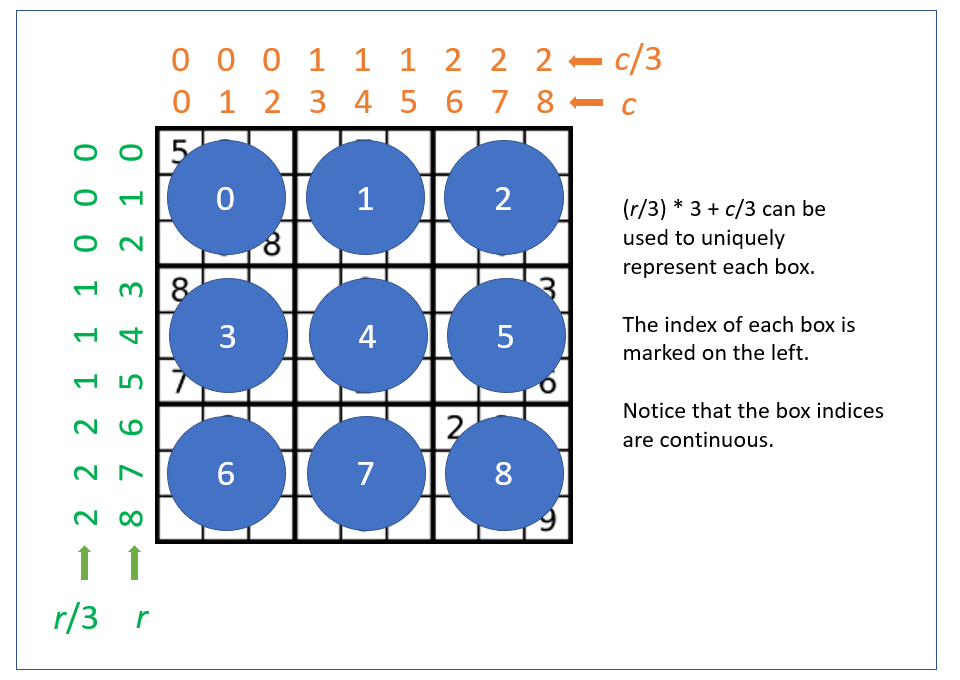 0 0 0 1 1 1 2 2 2 c/3
0 1 2 3 4 5 6 7 8 c
0 0 5
0 1 0 1 2
0 2 8
1 3 8 3
1 4 3 4 5
1 5 7 6
2 6 2
2 7 6 7 8
2 8 9
r/3 r
(r/3) * 3 + c/3 can be
used to uniquely
represent each box.
The index of each box is
marked on the left.
Notice that the box indices
are continuous.